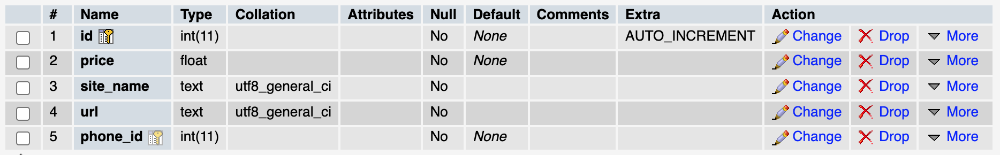 # Name Type Collation Attributes Null Default Comments Extra Action
1 id int(11) No None AUTO_INCREMENT Change Drop More
2 price float No None Change Drop More
3 site_name text utf8_general_ci No Change Drop More
4 url text utf8_general_ci No Change Drop More
5 phone_id int(11) No None Change Drop More